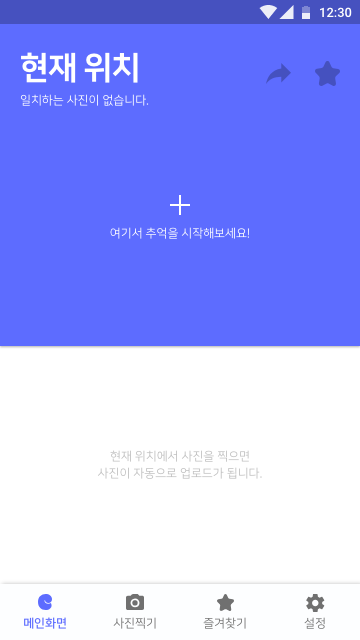 12:30
현재 위치
일치하는 사진이 없습니다.
여기서 추억을 시작해보세요!
현재 위치에서 사진을 찍으면
사진이 자동으로 업로드가 됩니다.
메인화면
사진찍기
즐겨찾기
설정